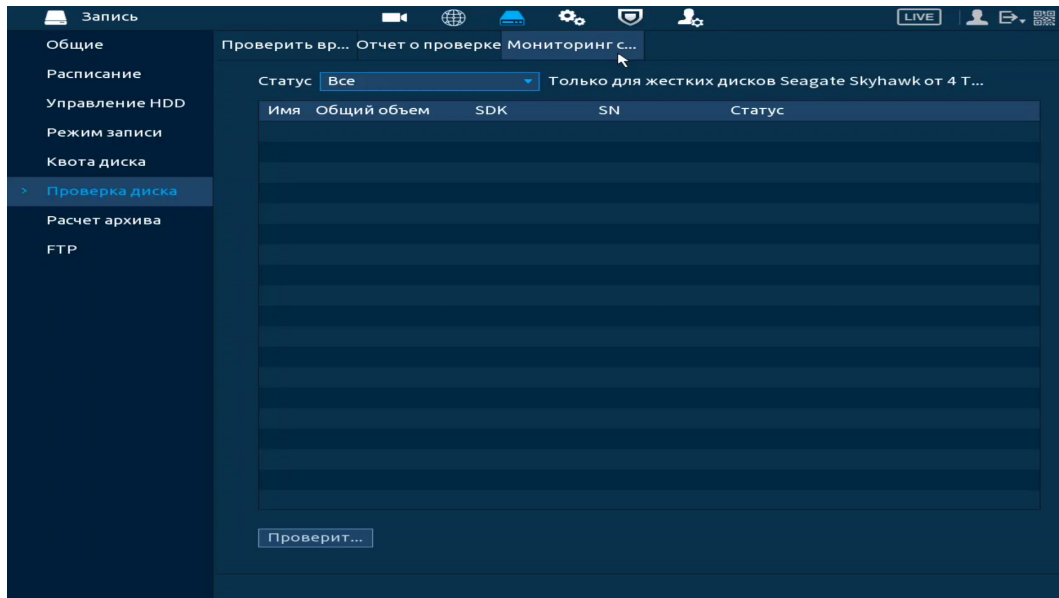 Запись
LIVE
Общие
Расписание
Управление HDD
Режим записи
Квота диска
> Проверка диска
Расчет архива
FTP
Проверить вр... Отчет о проверке Мониторинг с...
Статус Все Только для жестких дисков Seagate Skyhawk от 4 Т...
Имя Общий объем SDK SN Статус
Проверит...